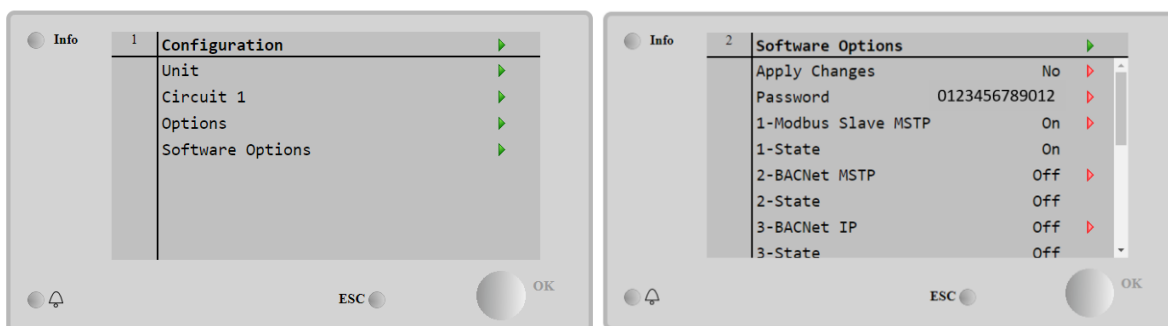 Info
1 Configuration
Unit
Circuit 1
Options
Software Options
ESC
OK
Info
2 Software Options
Apply Changes No
Password 0123456789012
1-Modbus Slave MSTP On
1-State On
2-BACNet MSTP Off
2-State Off
3-BACNet IP Off
3-State Off
ESC
OK